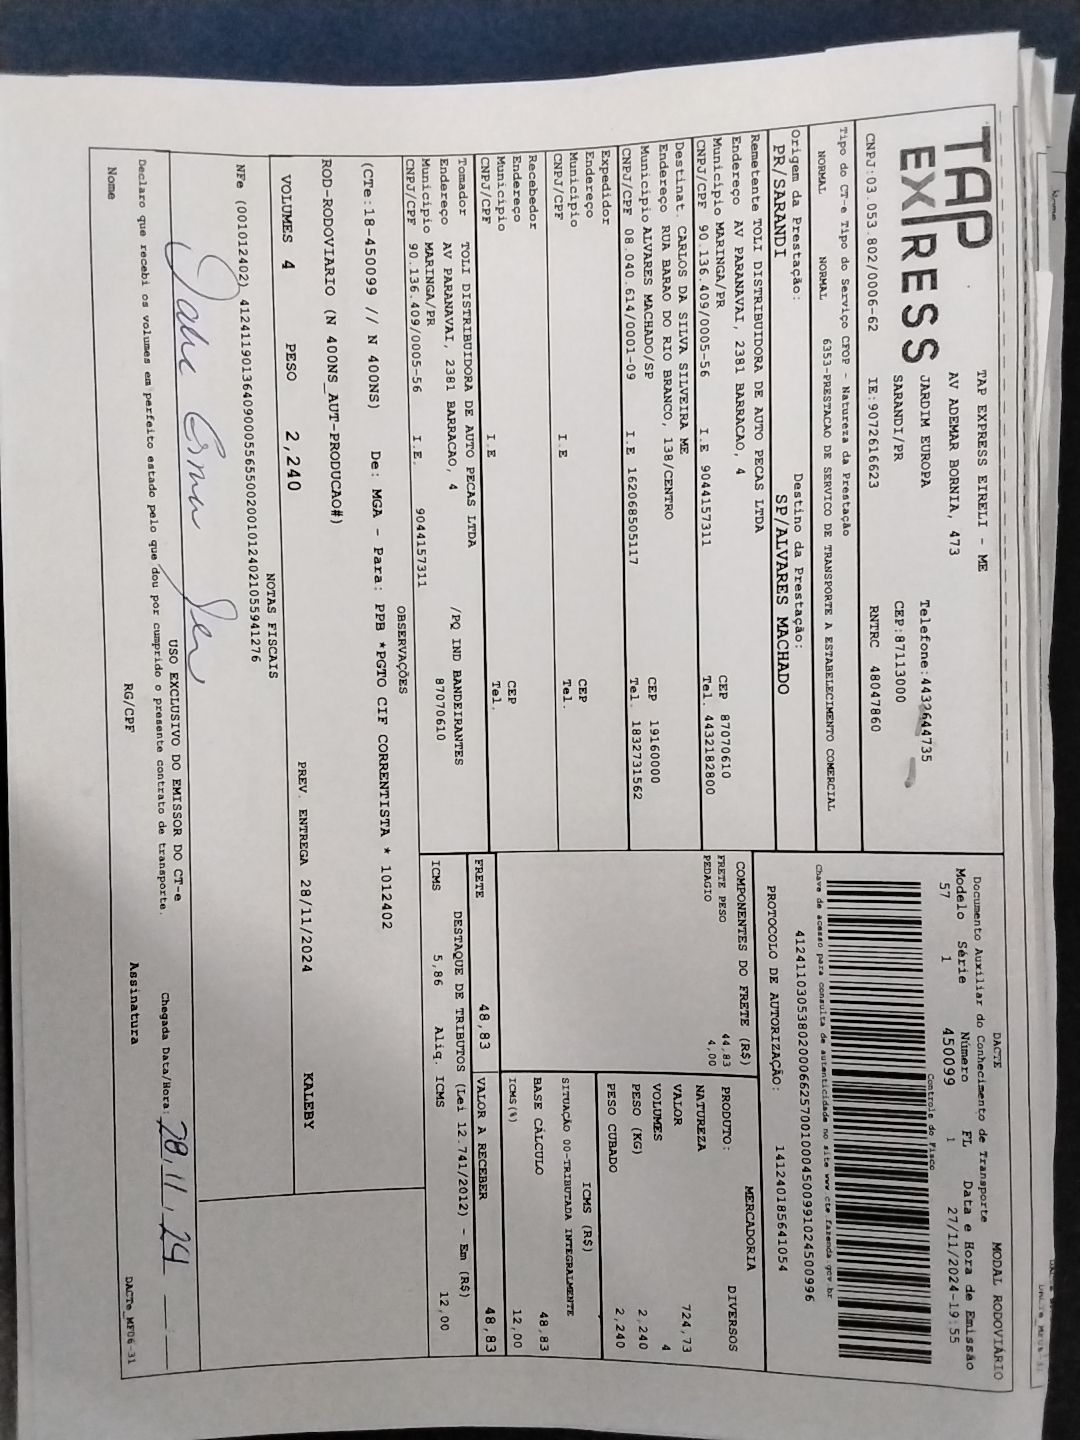 TAP
EXPRESS
TAP EXPRESS EIRELI - ME
AV ADEMAR BORNIA, 473
JARDIM EUROPA
Telefone:4432644735
SARANDI/PR
CEP:87113000
CNPJ:03.053.802/0006-62 IE:9072616623 RNTRC 48047860
DACTE MODAL RODOVIÁRIO
Documento Auxiliar do Conhecimento de Transporte
Modelo Série Número FL Data e Hora de Emissão
57 1 450099 1 27/11/2024-19:55
Controle do Fisco
Chave de acesso para consulta de autenticidade no site www.cte.fazenda.gov.br
41241103053802000662570010004500991024500996
PROTOCOLO DE AUTORIZAÇÃO: 141240185641054
Tipo do CT-e Tipo do Serviço CFOP - Natureza da Prestação
NORMAL NORMAL 6353-PRESTACAO DE SERVICO DE TRANSPORTE A ESTABELECIMENTO COMERCIAL
Origem da Prestação: Destino da Prestação:
PR/SARANDI SP/ALVARES MACHADO
Remetente TOLI DISTRIBUIDORA DE AUTO PECAS LTDA
Endereço AV PARANAVAI, 2381 BARRACAO, 4
Município MARINGA/PR CEP 87070610
CNPJ/CPF 90.136.409/0005-56 I.E 9044157311 Tel. 4432182800
Destinat. CARLOS DA SILVA SILVEIRA ME
Endereço RUA BARAO DO RIO BRANCO, 138/CENTRO
Município ALVARES MACHADO/SP CEP 19160000
CNPJ/CPF 08.040.614/0001-09 I.E 162068505117 Tel. 1832731562
Expedidor
Endereço
Município CEP
CNPJ/CPF I.E Tel.
Recebedor
Endereço
Município CEP
CNPJ/CPF I.E Tel.
Tomador TOLI DISTRIBUIDORA DE AUTO PECAS LTDA
Endereço AV PARANAVAI, 2381 BARRACAO, 4 /PQ IND BANDEIRANTES
Município MARINGA/PR 87070610
CNPJ/CPF 90.136.409/0005-56 I.E. 9044157311
COMPONENTES DO FRETE (R$)
FRETE PESO 44,83
PEDAGIO 4,00
MERCADORIA
PRODUTO: DIVERSOS
NATUREZA
VALOR 724,73
VOLUMES 4
PESO (KG) 2,240
PESO CUBADO 2,240
ICMS (R$)
SITUAÇÃO 00-TRIBUTADA INTEGRALMENTE
BASE CÁLCULO 48,83
ICMS(%) 12,00
FRETE 48,83 VALOR A RECEBER 48,83
DESTAQUE DE TRIBUTOS (Lei 12.741/2012) - Em (R$)
ICMS 5,86 Aliq. ICMS 12,00
OBSERVAÇÕES
(CTe:18-450099 // N 400NS) De: MGA - Para: PPB *PGTO CIF CORRENTISTA * 1012402
ROD-RODOVIARIO (N 400NS_AUT-PRODUCAO#)
VOLUMES 4 PESO 2,240 PREV. ENTREGA 28/11/2024 KALEBY
NOTAS FISCAIS
NFe (001012402) 41241190136409000556550020010124021055941276
USO EXCLUSIVO DO EMISSOR DO CT-e
Declaro que recebi os volumes em perfeito estado pelo que dou por cumprido o presente contrato de transporte. Chegada Data/Hora: 28,11,24 __:__
Nome RG/CPF Assinatura DACTe_MF06-31